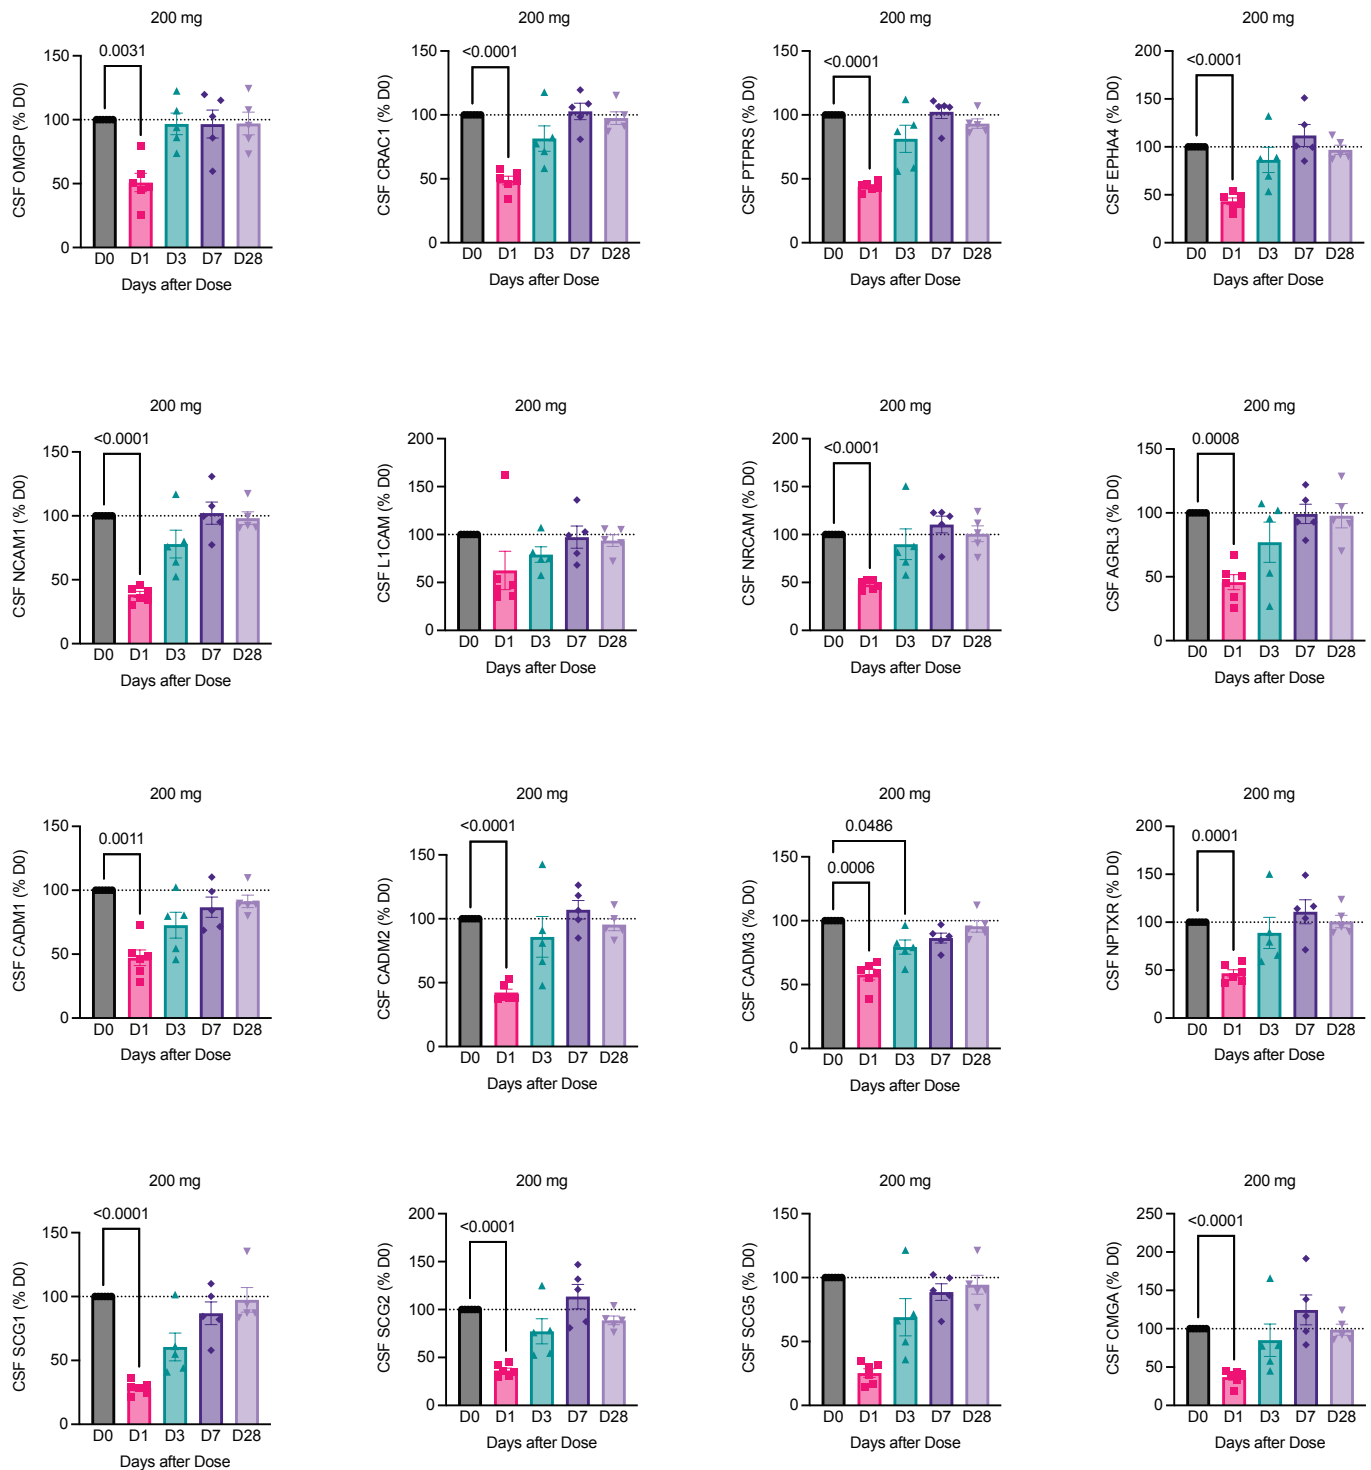 200 mg
0.0031
CSF OMGP (% D0)
150
100
50
0
D0 D1 D3 D7 D28
Days after Dose
200 mg
<0.0001
CSF CRAC1 (% D0)
150
100
50
0
D0 D1 D3 D7 D28
Days after Dose
200 mg
<0.0001
CSF PTPRS (% D0)
150
100
50
0
D0 D1 D3 D7 D28
Days after Dose
200 mg
<0.0001
CSF EPHA4 (% D0)
200
150
100
50
0
D0 D1 D3 D7 D28
Days after Dose
200 mg
<0.0001
CSF NCAM1 (% D0)
150
100
50
0
D0 D1 D3 D7 D28
Days after Dose
200 mg
CSF L1CAM (% D0)
200
150
100
50
0
D0 D1 D3 D7 D28
Days after Dose
200 mg
<0.0001
CSF NRCAM (% D0)
200
150
100
50
0
D0 D1 D3 D7 D28
Days after Dose
200 mg
0.0008
CSF AGRL3 (% D0)
150
100
50
0
D0 D1 D3 D7 D28
Days after Dose
200 mg
0.0011
CSF CADM1 (% D0)
150
100
50
0
D0 D1 D3 D7 D28
Days after Dose
200 mg
<0.0001
CSF CADM2 (% D0)
150
100
50
0
D0 D1 D3 D7 D28
Days after Dose
200 mg
0.0486
0.0006
CSF CADM3 (% D0)
150
100
50
0
D0 D1 D3 D7 D28
Days after Dose
200 mg
0.0001
CSF NPTXR (% D0)
200
150
100
50
0
D0 D1 D3 D7 D28
Days after Dose
200 mg
<0.0001
CSF SCG1 (% D0)
150
100
50
0
D0 D1 D3 D7 D28
Days after Dose
200 mg
<0.0001
CSF SCG2 (% D0)
200
150
100
50
0
D0 D1 D3 D7 D28
Days after Dose
200 mg
CSF SCG5 (% D0)
150
100
50
0
D0 D1 D3 D7 D28
Days after Dose
200 mg
<0.0001
CSF CMGA (% D0)
250
200
150
100
50
0
D0 D1 D3 D7 D28
Days after Dose